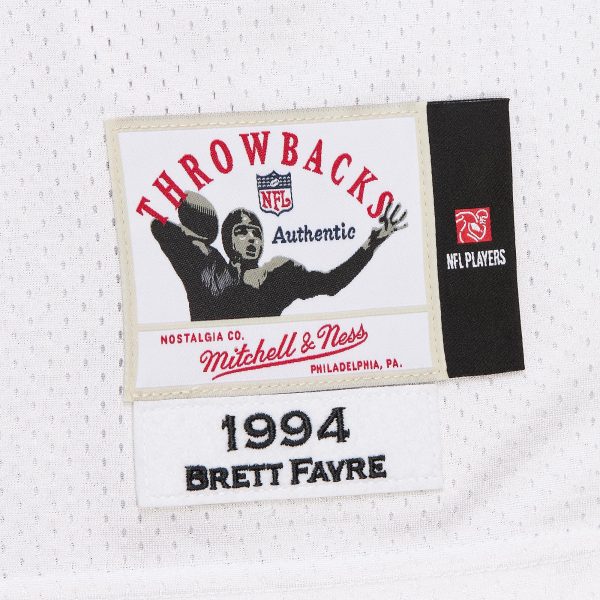 THROWBACKS
NFL
Authentic
NFL PLAYERS
NOSTALGIA CO.
Mitchell & Ness
PHILADELPHIA, PA.
1994
BRETT FAVRE